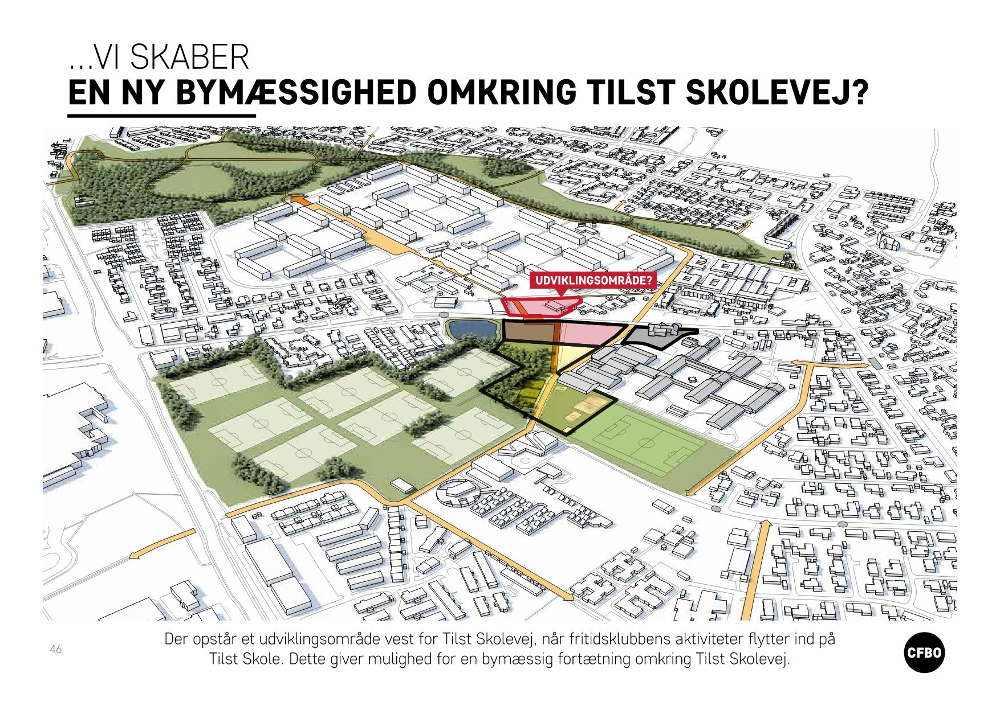 ...VI SKABER
EN NY BYMÆSSIGHED OMKRING TILST SKOLEVEJ?
UDVIKLINGSOMRÅDE?
Der opstår et udviklingsområde vest for Tilst Skolevej, når fritidsklubbens aktiviteter flytter ind på
Tilst Skole. Dette giver mulighed for en bymæssig fortætning omkring Tilst Skolevej.
46
CFBO